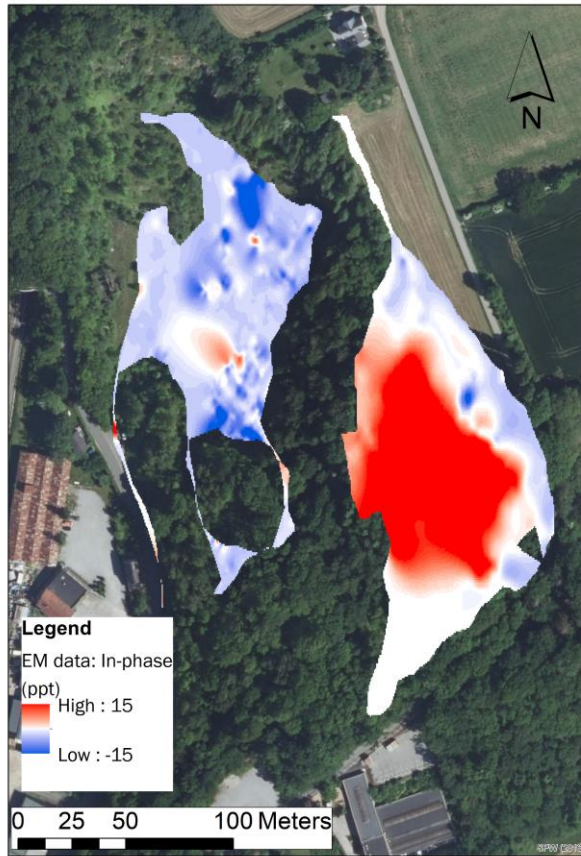 N
Legend
EM data: In-phase
(ppt)
High : 15
Low : -15
0 25 50 100 Meters